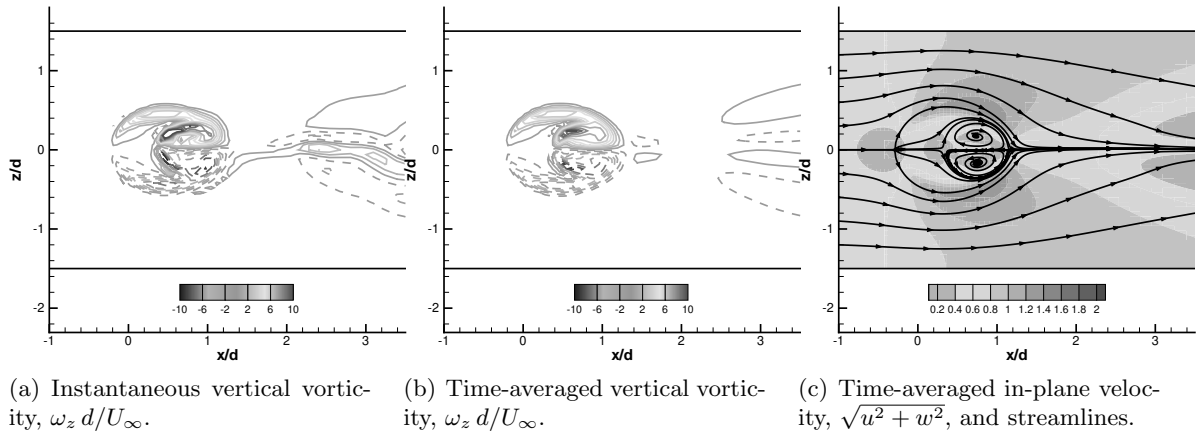 z/d
1
0
-1
-2
-1
0
1
2
3
x/d
-10 -6 -2 2 6 10
z/d
1
0
-1
-2
-1
0
1
2
3
x/d
-10 -6 -2 2 6 10
z/d
1
0
-1
-2
-1
0
1
2
3
x/d
0.2 0.4 0.6 0.8 1 1.2 1.4 1.6 1.8 2
(a) Instantaneous vertical vortic-
ity, ω_z d/U_∞.
(b) Time-averaged vertical vortic-
ity, ω_z d/U_∞.
(c) Time-averaged in-plane veloc-
ity, √(u² + w²), and streamlines.